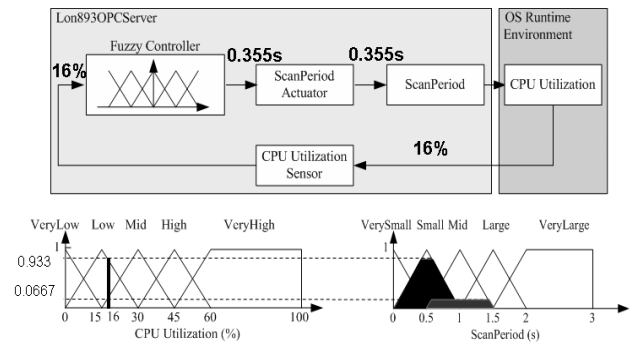 Lon893OPCServer
OS Runtime
Environment
Fuzzy Controller
16%
0.355s
0.355s
ScanPeriod
Actuator
ScanPeriod
CPU Utilization
CPU Utilization
Sensor
16%
VeryLow Low Mid High VeryHigh
1
0.933
0.0667
0 15 16 30 45 60 100
CPU Utilization (%)
VerySmall Small Mid Large VeryLarge
1
0 0.5 1 1.5 2 3
ScanPeriod (s)